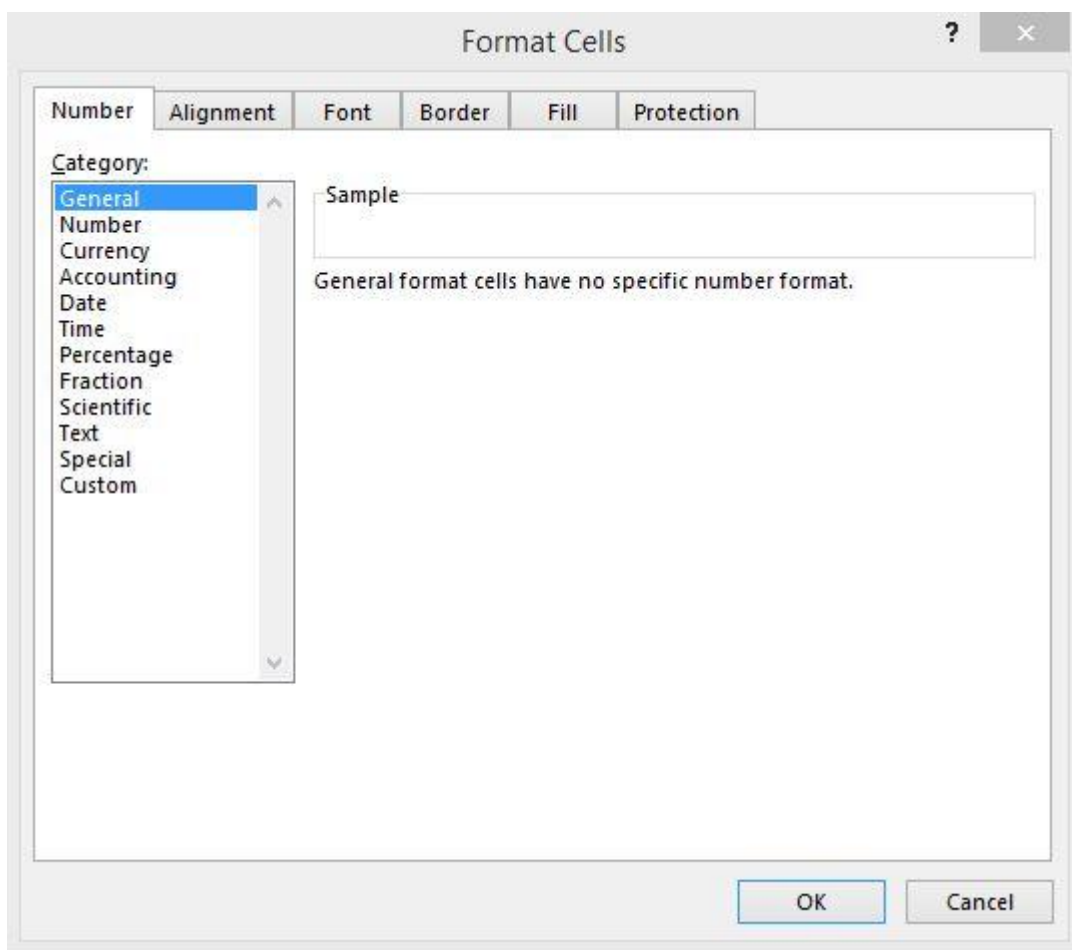 Format Cells
?
Number Alignment Font Border Fill Protection
Category:
General
Number
Currency
Accounting
Date
Time
Percentage
Fraction
Scientific
Text
Special
Custom
Sample
General format cells have no specific number format.
OK Cancel